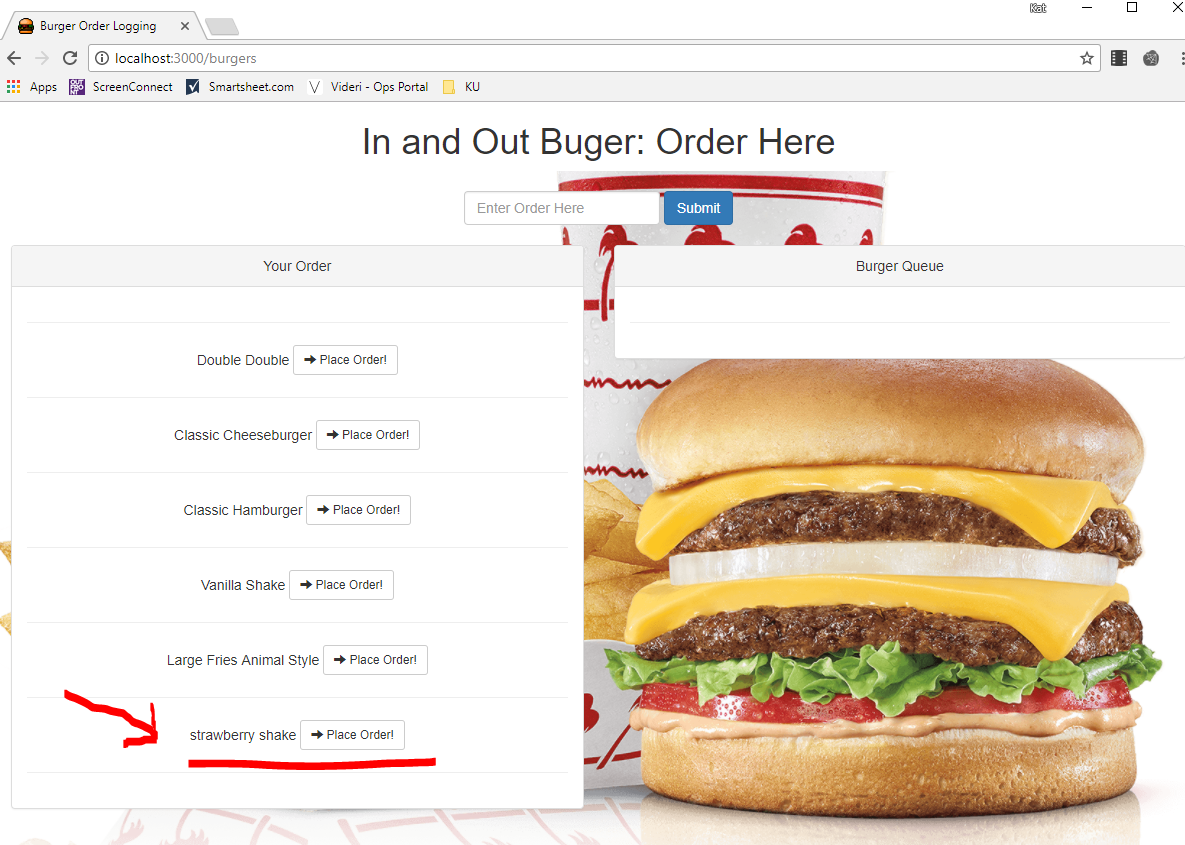 Kat
Burger Order Logging
localhost:3000/burgers
Apps ScreenConnect Smartsheet.com Videri - Ops Portal KU
In and Out Buger: Order Here
Enter Order Here Submit
Your Order
Double Double Place Order!
Classic Cheeseburger Place Order!
Classic Hamburger Place Order!
Vanilla Shake Place Order!
Large Fries Animal Style Place Order!
strawberry shake Place Order!
Burger Queue